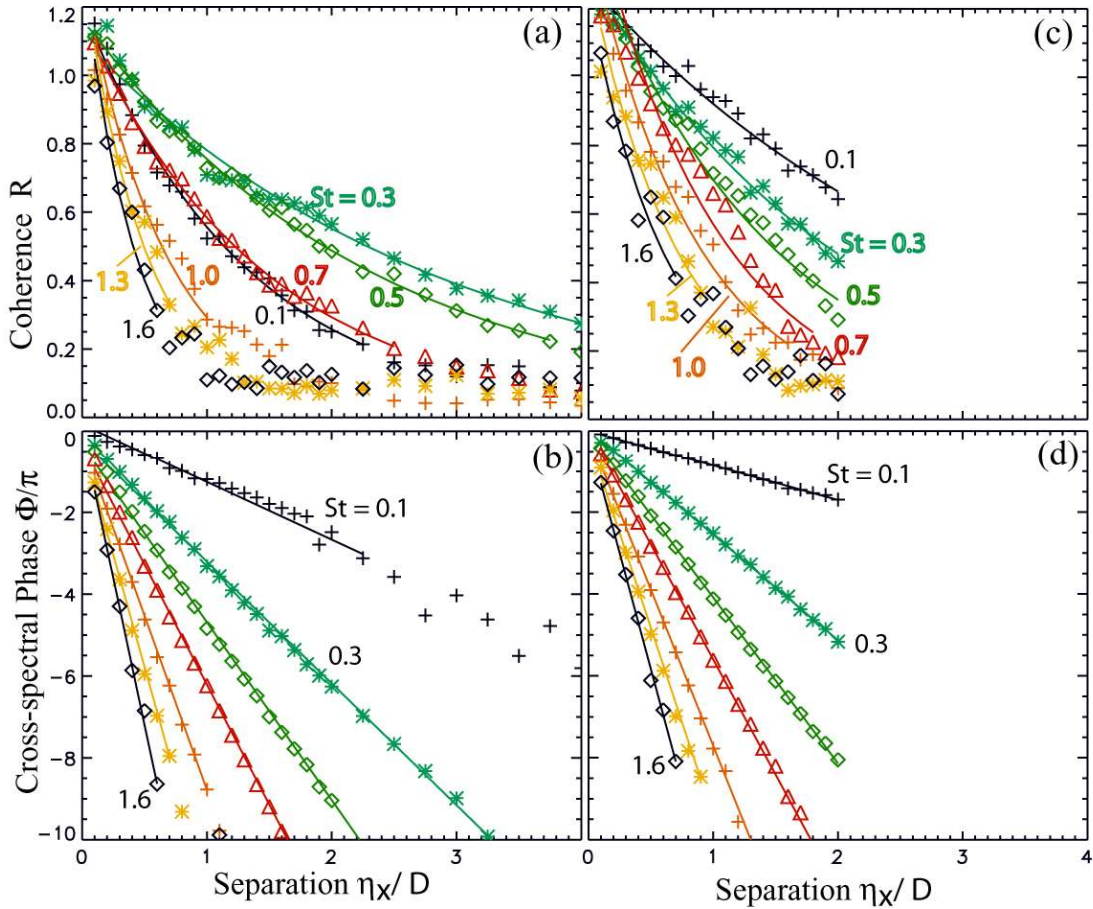 (a)
(c)
1.2
1.0
0.8
0.6
0.4
0.2
0.0
Coherence R
St = 0.3
0.5
0.7
0.1
1.0
1.3
1.6
0.1
St = 0.3
0.5
0.7
1.0
1.3
1.6
(b)
(d)
0
−2
−4
−6
−8
−10
Cross-spectral Phase Φ/π
St = 0.1
0.3
1.6
St = 0.1
0.3
1.6
0 1 2 3
0 1 2 3 4
Separation ηx/ D
Separation ηx/ D